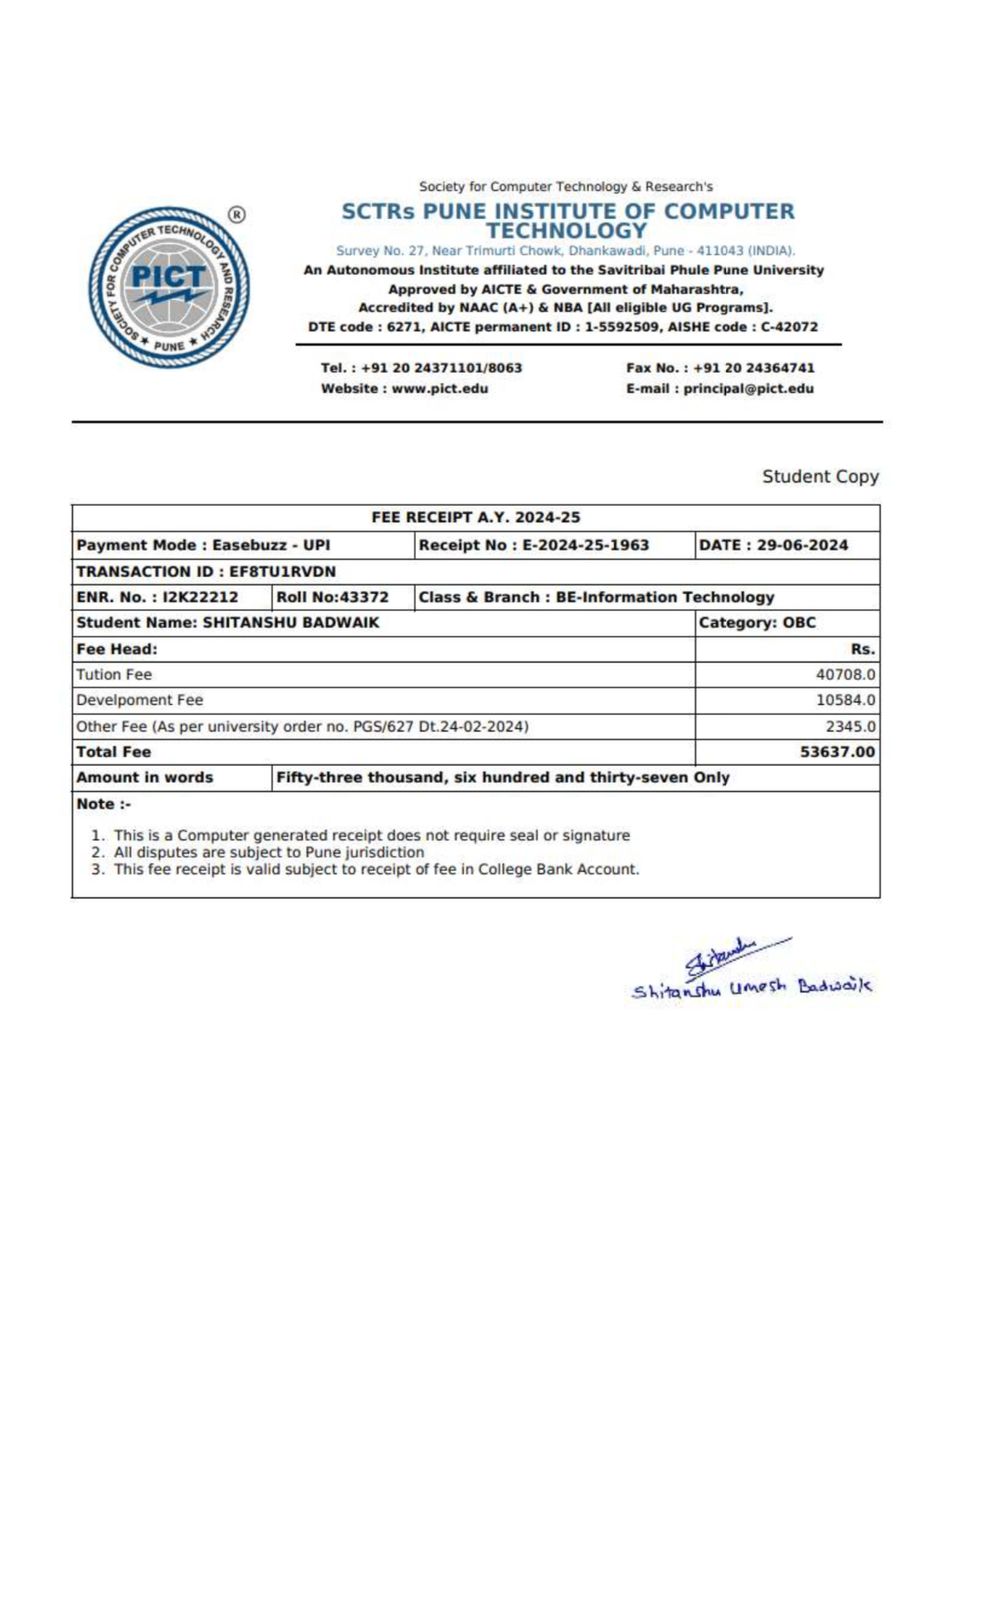 Society for Computer Technology & Research's
SCTRs PUNE INSTITUTE OF COMPUTER
TECHNOLOGY
Survey No. 27, Near Trimurti Chowk, Dhankawadi, Pune - 411043 (INDIA).
An Autonomous Institute affiliated to the Savitribai Phule Pune University
Approved by AICTE & Government of Maharashtra,
Accredited by NAAC (A+) & NBA [All eligible UG Programs].
DTE code : 6271, AICTE permanent ID : 1-5592509, AISHE code : C-42072
Tel. : +91 20 24371101/8063 Fax No. : +91 20 24364741
Website : www.pict.edu E-mail : principal@pict.edu
SOCIETY FOR COMPUTER TECHNOLOGY AND RESEARCH
PICT
★ PUNE ★
®
Student Copy
FEE RECEIPT A.Y. 2024-25
Payment Mode : Easebuzz - UPI Receipt No : E-2024-25-1963 DATE : 29-06-2024
TRANSACTION ID : EF8TU1RVDN
ENR. No. : I2K22212 Roll No:43372 Class & Branch : BE-Information Technology
Student Name: SHITANSHU BADWAIK Category: OBC
Fee Head: Rs.
Tution Fee 40708.0
Develpoment Fee 10584.0
Other Fee (As per university order no. PGS/627 Dt.24-02-2024) 2345.0
Total Fee 53637.00
Amount in words Fifty-three thousand, six hundred and thirty-seven Only
Note :-
1. This is a Computer generated receipt does not require seal or signature
2. All disputes are subject to Pune jurisdiction
3. This fee receipt is valid subject to receipt of fee in College Bank Account.
Shitanshu
Shitanshu Umesh Badwaik